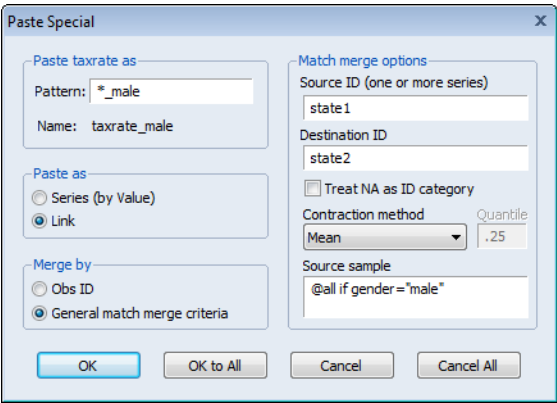 Paste Special
x
Paste taxrate as
Pattern: *_male
Name: taxrate_male
Paste as
Series (by Value)
Link
Merge by
Obs ID
General match merge criteria
Match merge options
Source ID (one or more series)
state1
Destination ID
state2
Treat NA as ID category
Contraction method Quantile
Mean .25
Source sample
@all if gender="male"
OK OK to All Cancel Cancel All